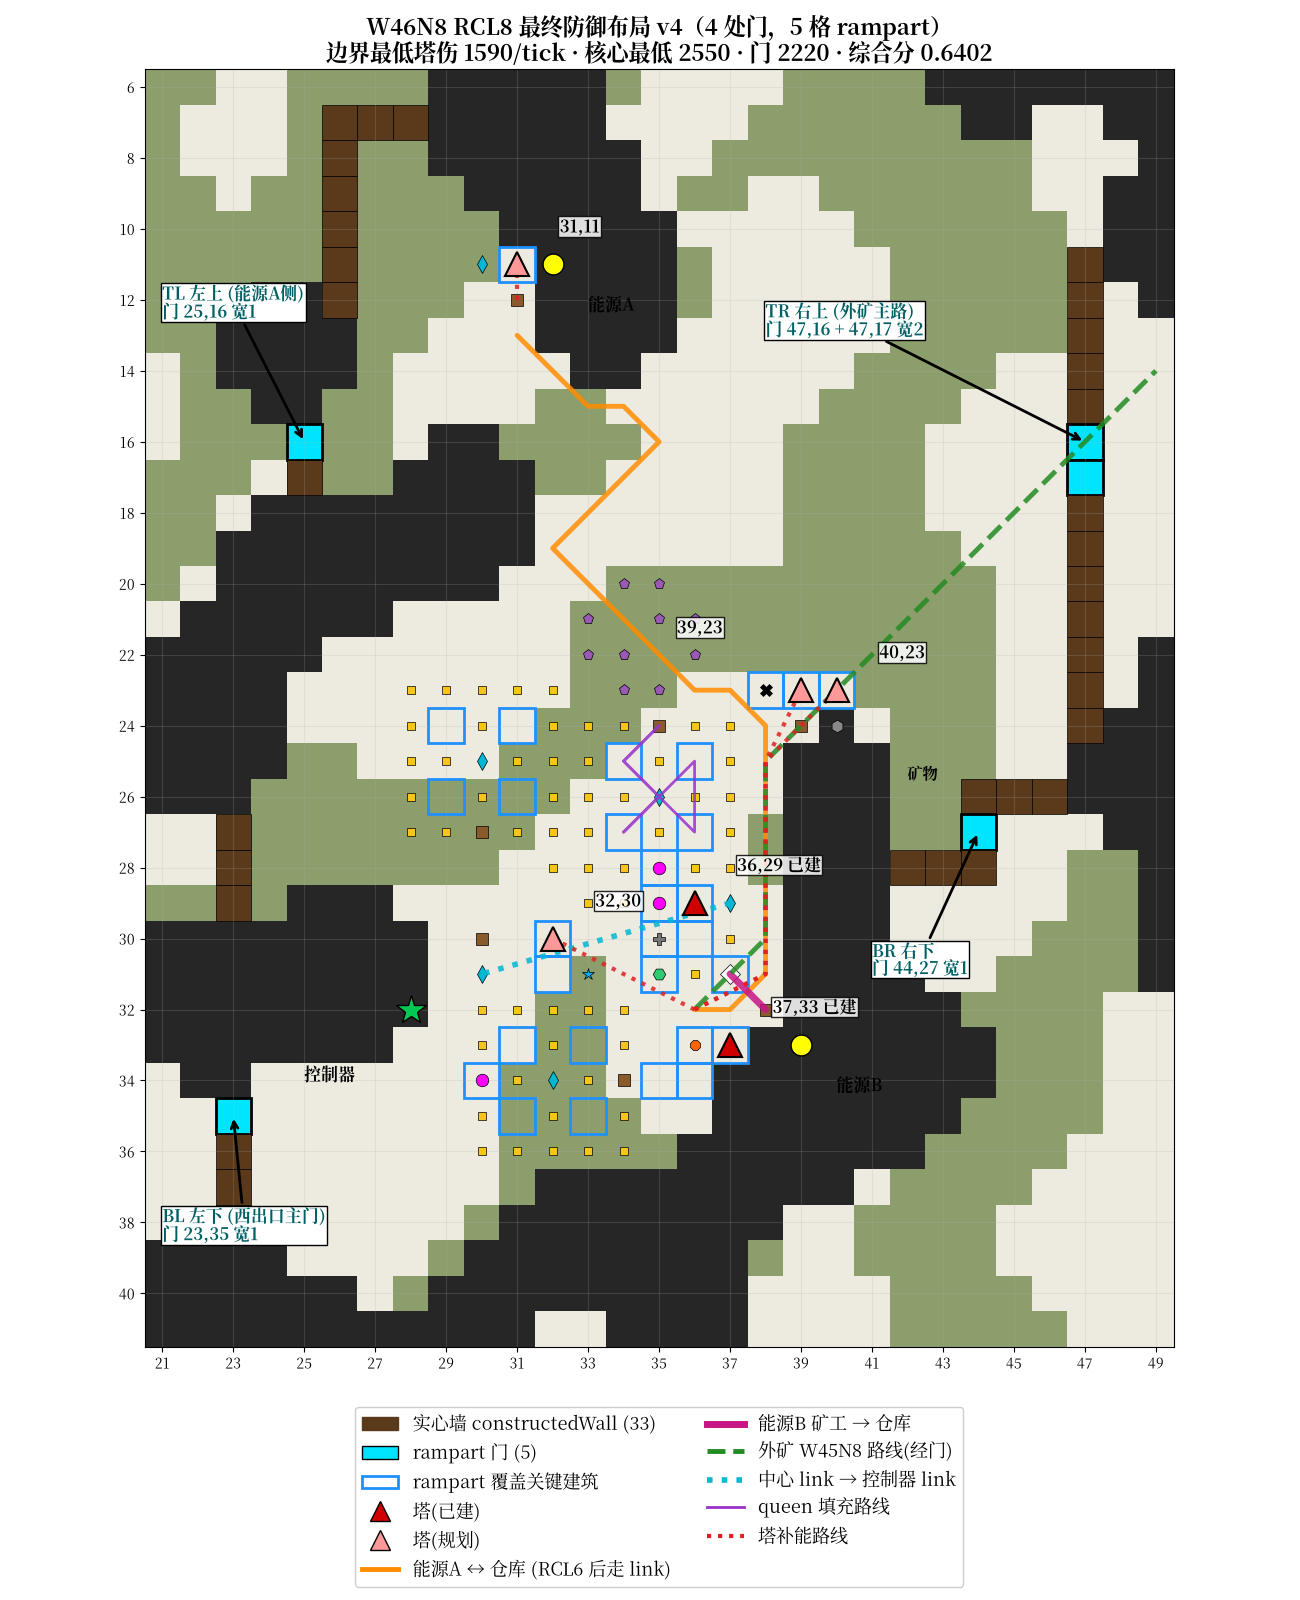 W46N8 RCL8 最终防御布局 v4（4 处门，5 格 rampart）
边界最低塔伤 1590/tick · 核心最低 2550 · 门 2220 · 综合分 0.6402
6
8
10
12
14
16
18
20
22
24
26
28
30
32
34
36
38
40
31,11
能源A
TL 左上 (能源A侧)
门 25,16 宽1
TR 右上 (外矿主路)
门 47,16 + 47,17 宽2
39,23
40,23
矿物
36,29 已建
32,30
BR 右下
门 44,27 宽1
37,33 已建
控制器
能源B
BL 左下 (西出口主门)
门 23,35 宽1
21 23 25 27 29 31 33 35 37 39 41 43 45 47 49
实心墙 constructedWall (33)
rampart 门 (5)
rampart 覆盖关键建筑
塔(已建)
塔(规划)
能源A ↔ 仓库 (RCL6 后走 link)
能源B 矿工 → 仓库
外矿 W45N8 路线(经门)
中心 link → 控制器 link
queen 填充路线
塔补能路线